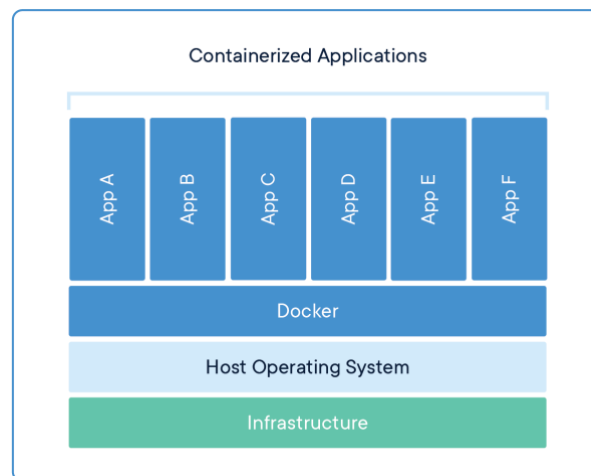 Containerized Applications
App A
App B
App C
App D
App E
App F
Docker
Host Operating System
Infrastructure